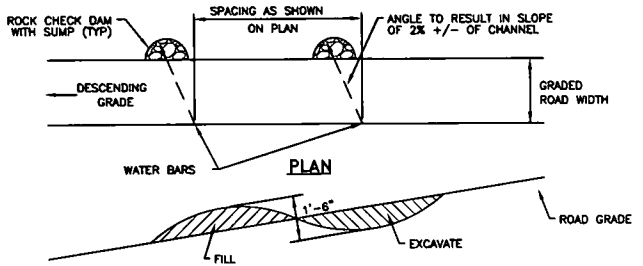 ROCK CHECK DAM
WITH SUMP (TYP)
SPACING AS SHOWN
ON PLAN
ANGLE TO RESULT IN SLOPE
OF 2% +/- OF CHANNEL
DESCENDING
GRADE
GRADED
ROAD WIDTH
WATER BARS
PLAN
1'-6"
ROAD GRADE
FILL
EXCAVATE